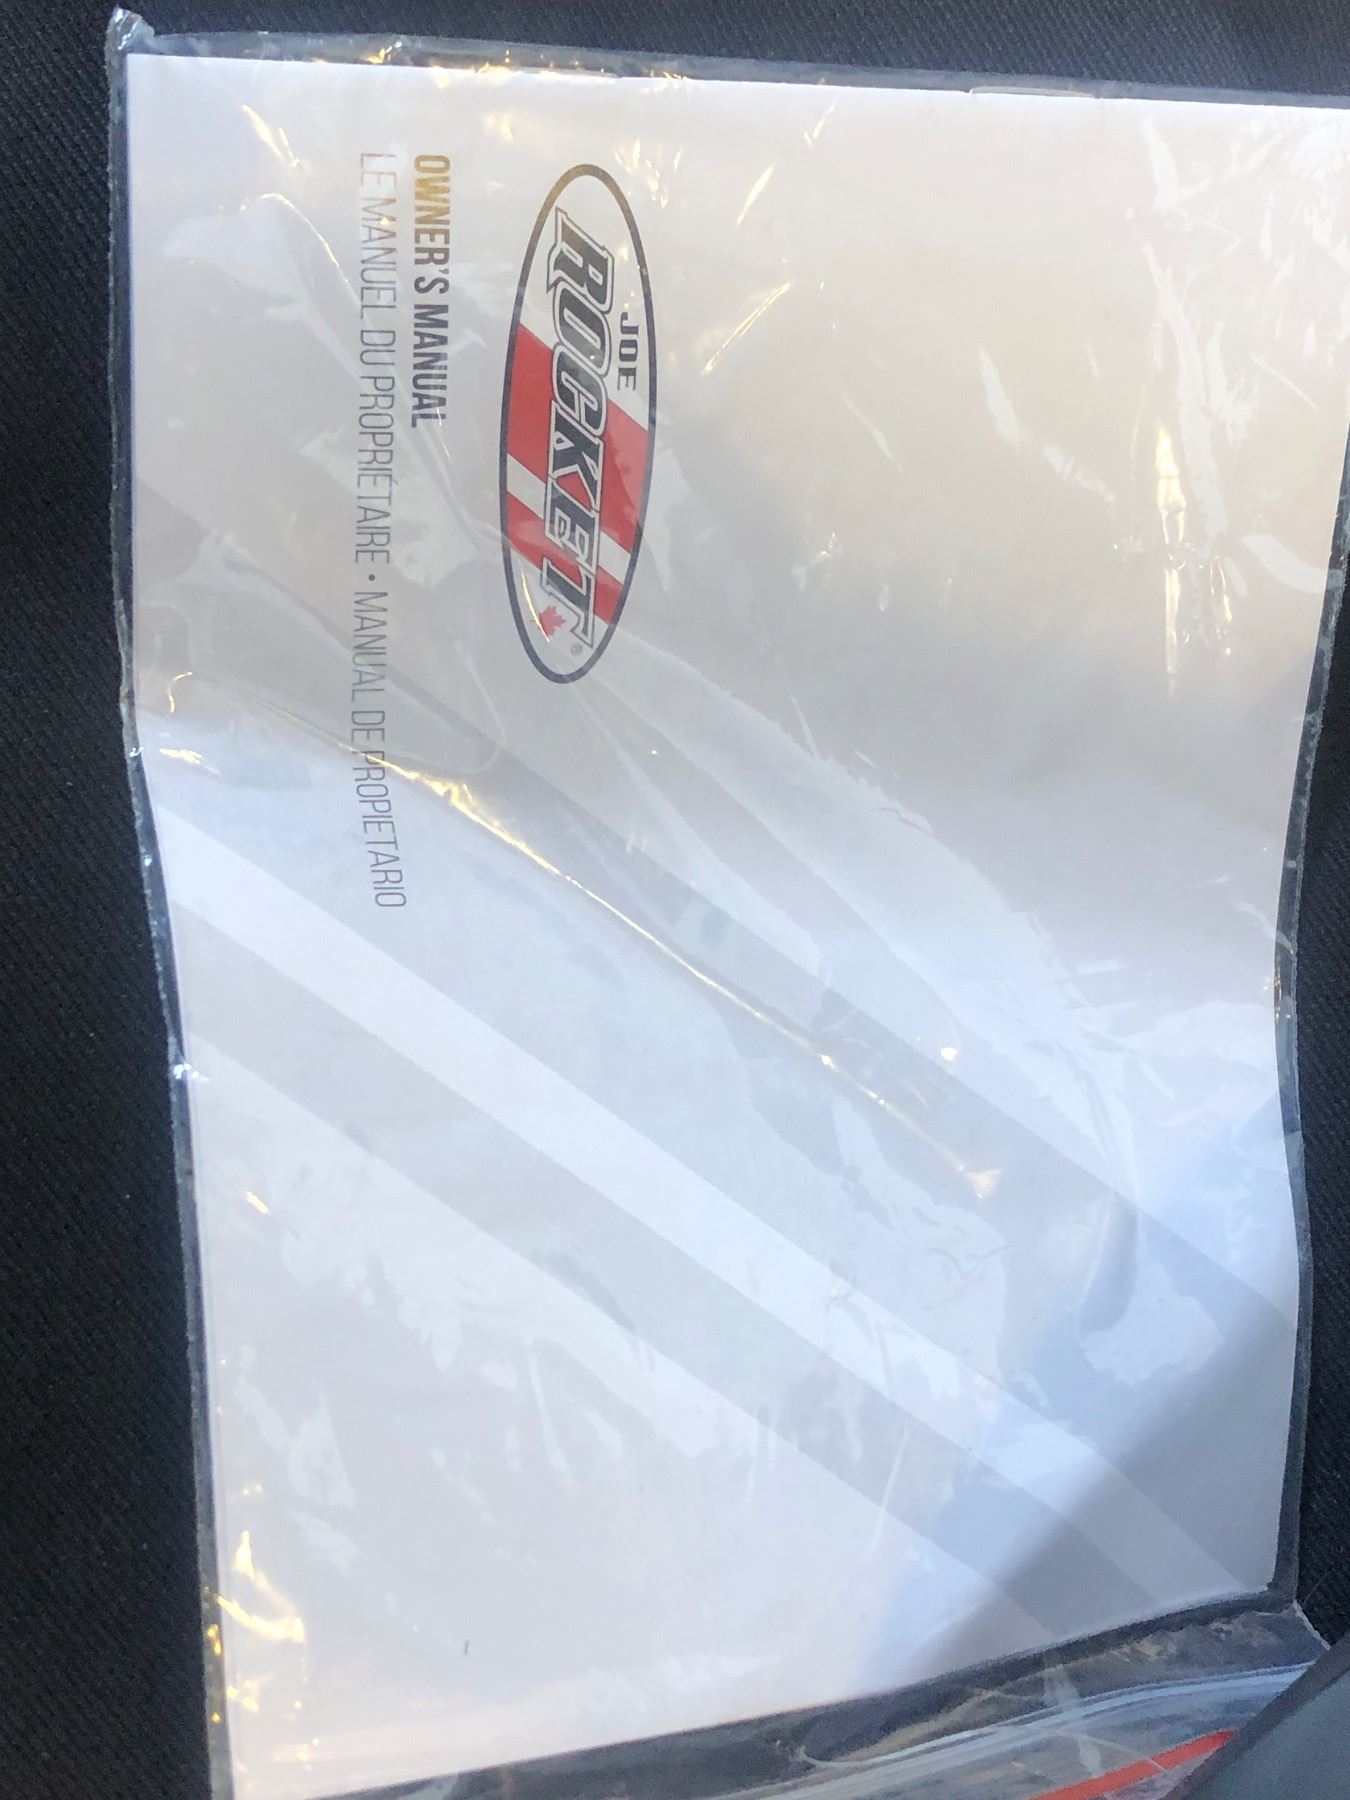 JOE
ROCKET®
OWNER'S MANUAL
LE MANUEL DU PROPRIÉTAIRE • MANUAL DE PROPIETARIO